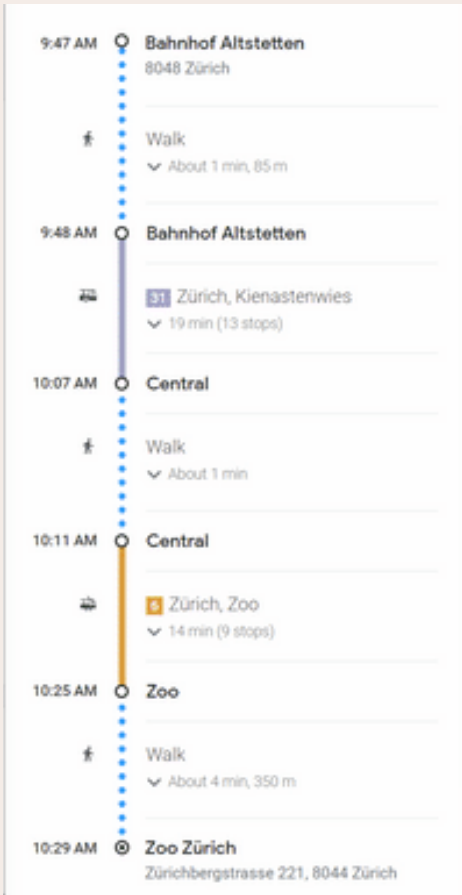 9:47 AM Bahnhof Altstetten
8048 Zürich
Walk
About 1 min, 85 m
9:48 AM Bahnhof Altstetten
31 Zürich, Kienastenwies
19 min (13 stops)
10:07 AM Central
Walk
About 1 min
10:11 AM Central
6 Zürich, Zoo
14 min (9 stops)
10:25 AM Zoo
Walk
About 4 min, 350 m
10:29 AM Zoo Zürich
Zürichbergstrasse 221, 8044 Zürich